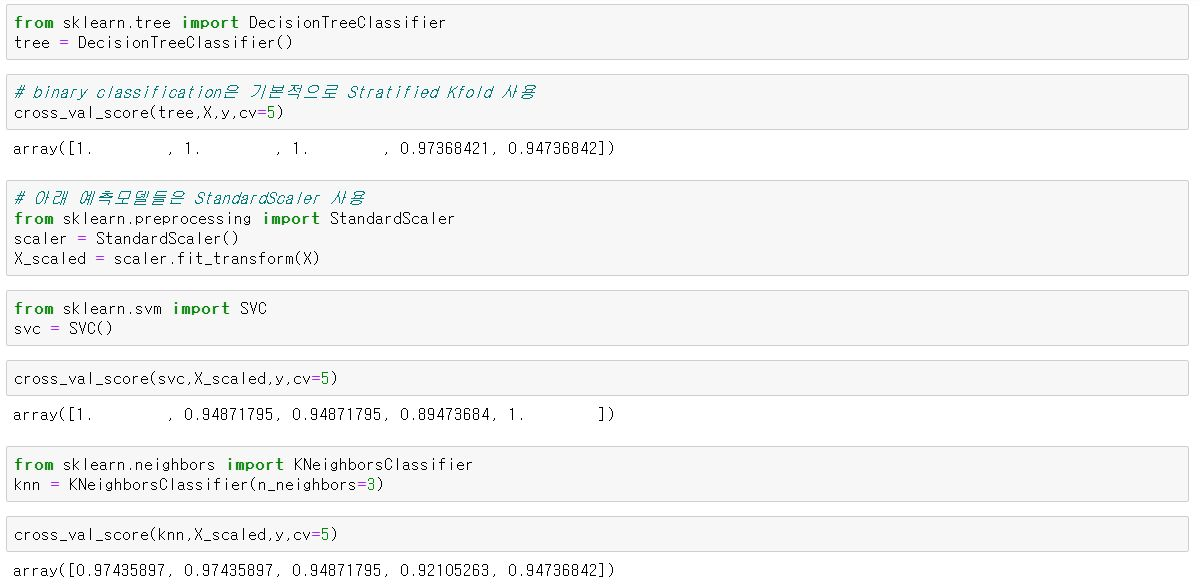 from sklearn.tree import DecisionTreeClassifier
tree = DecisionTreeClassifier()
# binary classification은 기본적으로 Stratified Kfold 사용
cross_val_score(tree,X,y,cv=5)
array([1.        , 1.        , 1.        , 0.97368421, 0.94736842])
# 아래 예측모델들은 StandardScaler 사용
from sklearn.preprocessing import StandardScaler
scaler = StandardScaler()
X_scaled = scaler.fit_transform(X)
from sklearn.svm import SVC
svc = SVC()
cross_val_score(svc,X_scaled,y,cv=5)
array([1.        , 0.94871795, 0.94871795, 0.89473684, 1.        ])
from sklearn.neighbors import KNeighborsClassifier
knn = KNeighborsClassifier(n_neighbors=3)
cross_val_score(knn,X_scaled,y,cv=5)
array([0.97435897, 0.97435897, 0.94871795, 0.92105263, 0.94736842])